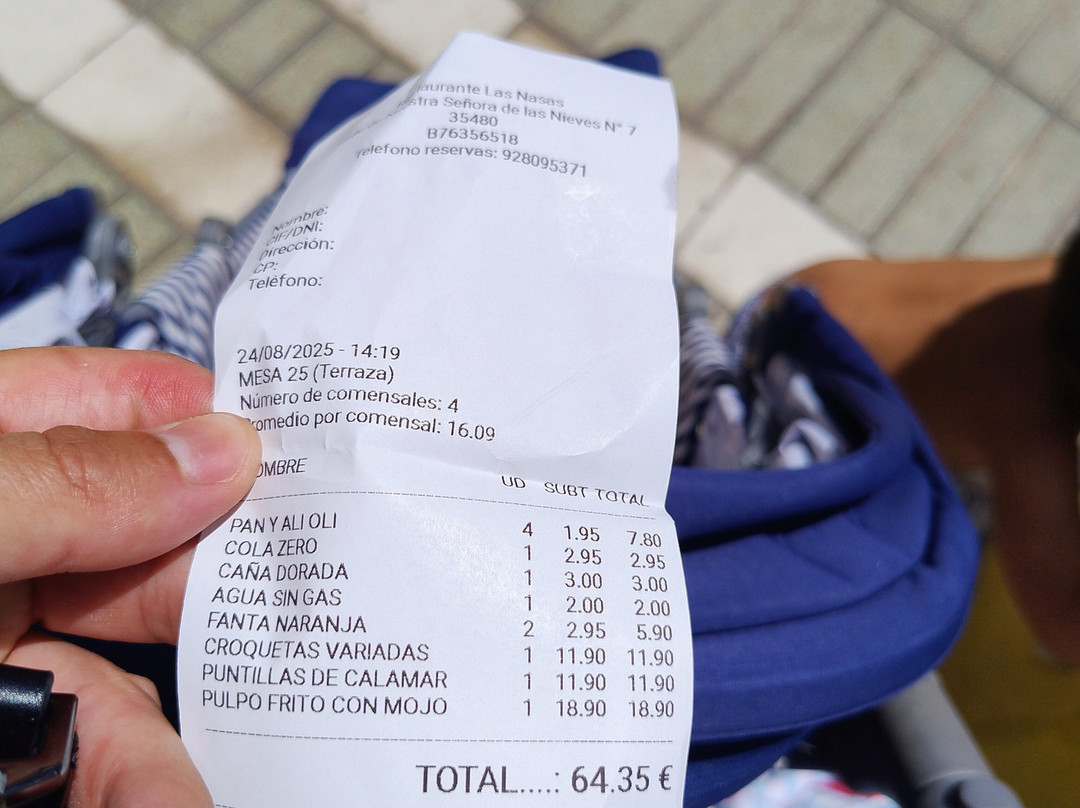 aurante Las Nasas
stra Señora de las Nieves N° 7
35480
B76356518
Telefono reservas: 928095371
Nombre:
CIF/DNI:
Dirección:
CP:
Teléfono:
24/08/2025 - 14:19
MESA 25 (Terraza)
Número de comensales: 4
Promedio por comensal: 16.09
OMBRE UD SUBT TOTAL
PAN Y ALI OLI 4 1.95 7.80
COLA ZERO 1 2.95 2.95
CAÑA DORADA 1 3.00 3.00
AGUA SIN GAS 1 2.00 2.00
FANTA NARANJA 2 2.95 5.90
CROQUETAS VARIADAS 1 11.90 11.90
PUNTILLAS DE CALAMAR 1 11.90 11.90
PULPO FRITO CON MOJO 1 18.90 18.90
TOTAL....: 64.35 €